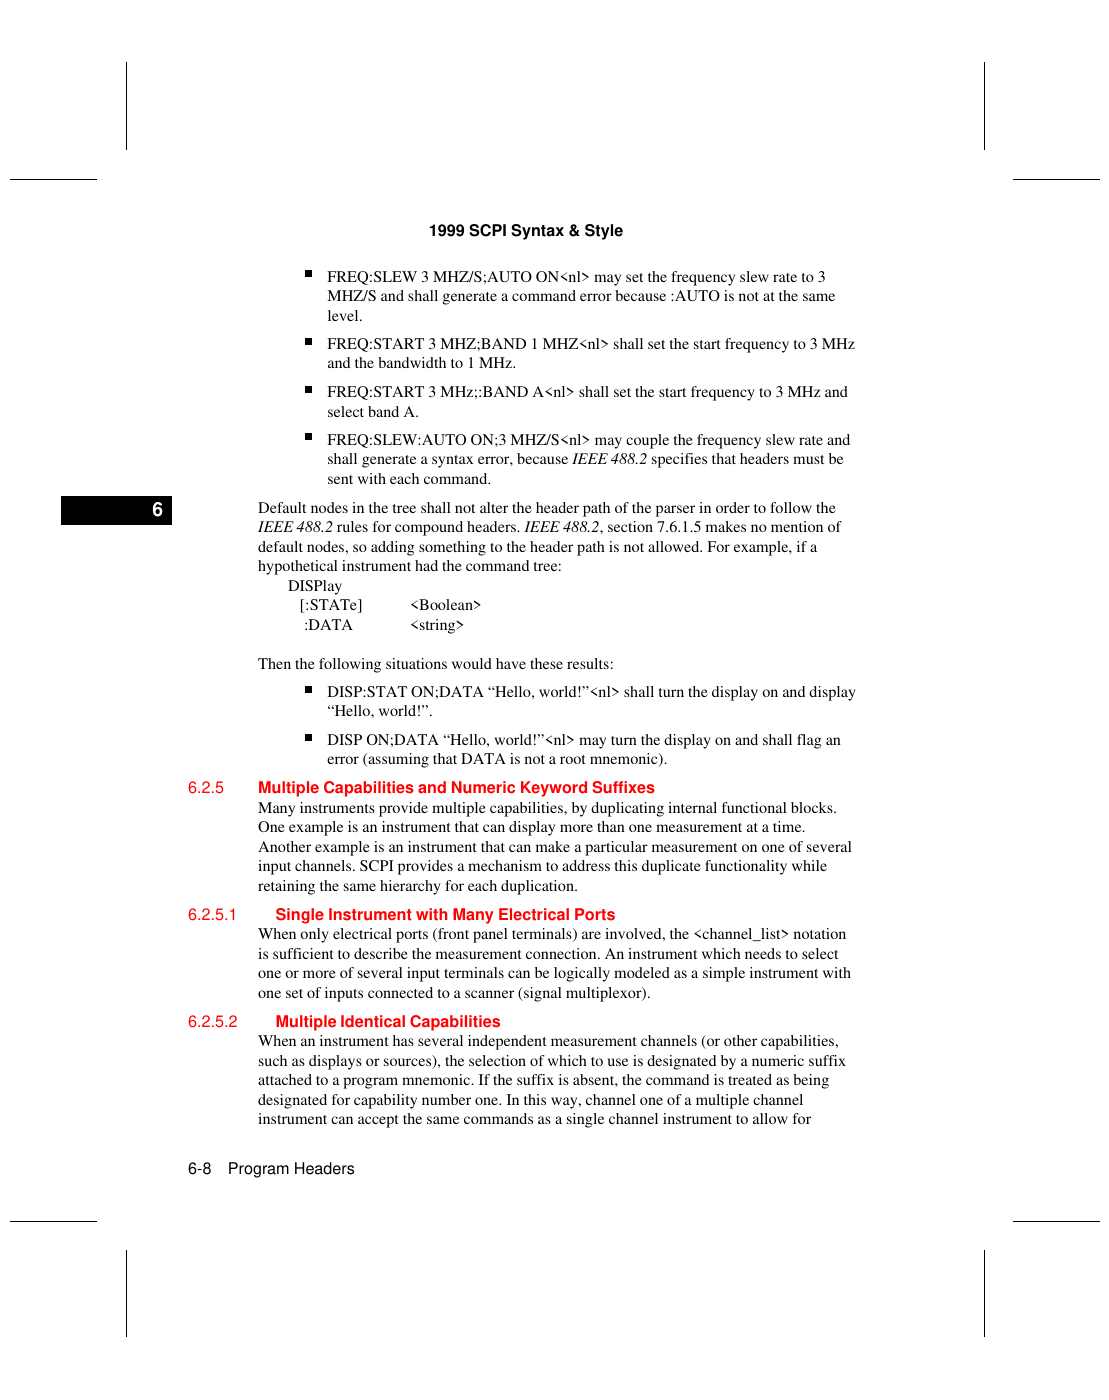 1999 SCPI Syntax & Style
■ FREQ:SLEW 3 MHZ/S;AUTO ON<nl> may set the frequency slew rate to 3
MHZ/S and shall generate a command error because :AUTO is not at the same
level.
■ FREQ:START 3 MHZ;BAND 1 MHZ<nl> shall set the start frequency to 3 MHz
and the bandwidth to 1 MHz.
■ FREQ:START 3 MHz;:BAND A<nl> shall set the start frequency to 3 MHz and
select band A.
■ FREQ:SLEW:AUTO ON;3 MHZ/S<nl> may couple the frequency slew rate and
shall generate a syntax error, because IEEE 488.2 specifies that headers must be
sent with each command.
6
Default nodes in the tree shall not alter the header path of the parser in order to follow the
IEEE 488.2 rules for compound headers. IEEE 488.2, section 7.6.1.5 makes no mention of
default nodes, so adding something to the header path is not allowed. For example, if a
hypothetical instrument had the command tree:
DISPlay
[:STATe] <Boolean>
:DATA <string>
Then the following situations would have these results:
■ DISP:STAT ON;DATA “Hello, world!”<nl> shall turn the display on and display
“Hello, world!”.
■ DISP ON;DATA “Hello, world!”<nl> may turn the display on and shall flag an
error (assuming that DATA is not a root mnemonic).
6.2.5 Multiple Capabilities and Numeric Keyword Suffixes
Many instruments provide multiple capabilities, by duplicating internal functional blocks.
One example is an instrument that can display more than one measurement at a time.
Another example is an instrument that can make a particular measurement on one of several
input channels. SCPI provides a mechanism to address this duplicate functionality while
retaining the same hierarchy for each duplication.
6.2.5.1 Single Instrument with Many Electrical Ports
When only electrical ports (front panel terminals) are involved, the <channel_list> notation
is sufficient to describe the measurement connection. An instrument which needs to select
one or more of several input terminals can be logically modeled as a simple instrument with
one set of inputs connected to a scanner (signal multiplexor).
6.2.5.2 Multiple Identical Capabilities
When an instrument has several independent measurement channels (or other capabilities,
such as displays or sources), the selection of which to use is designated by a numeric suffix
attached to a program mnemonic. If the suffix is absent, the command is treated as being
designated for capability number one. In this way, channel one of a multiple channel
instrument can accept the same commands as a single channel instrument to allow for
6-8 Program Headers